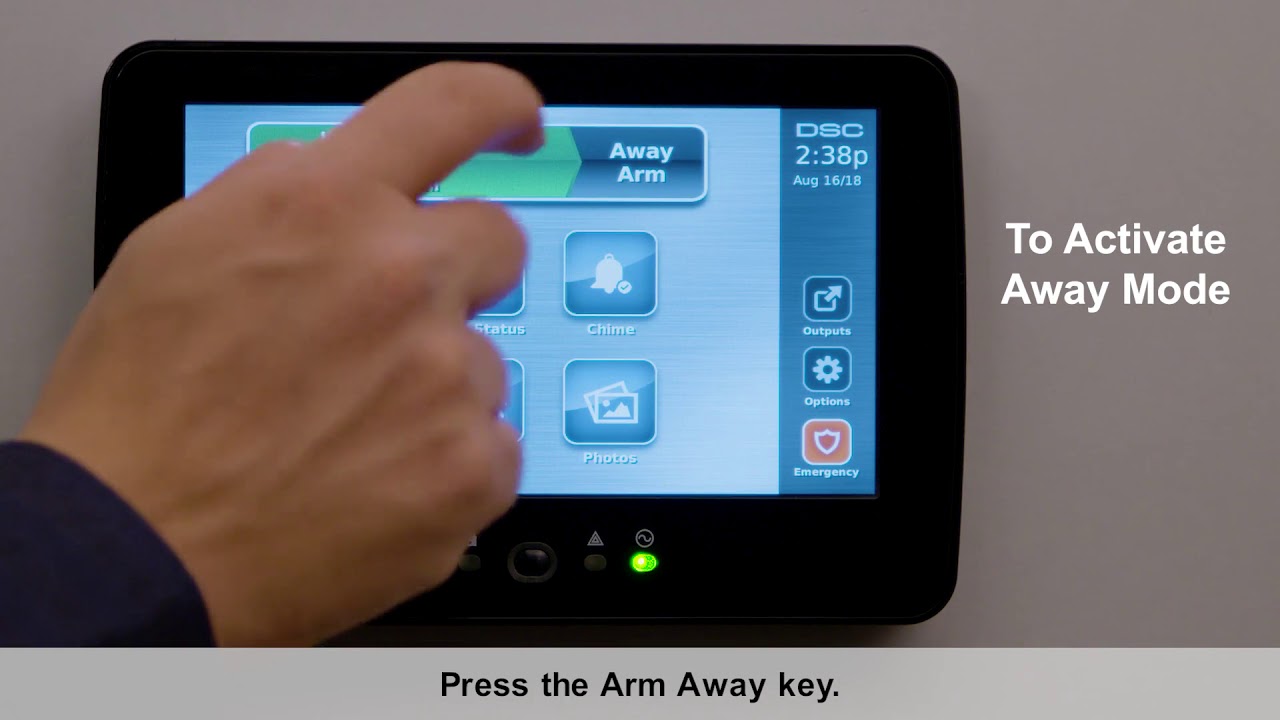 Away
Arm
DSC
2:38p
Aug 16/18
To Activate
Away Mode
Status
Chime
Outputs
Options
Photos
Emergency
Press the Arm Away key.